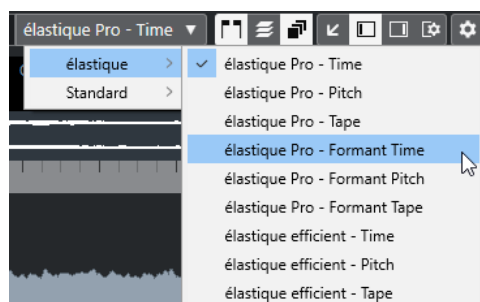 élastique Pro - Time
élastique
Standard
élastique Pro - Time
élastique Pro - Pitch
élastique Pro - Tape
élastique Pro - Formant Time
élastique Pro - Formant Pitch
élastique Pro - Formant Tape
élastique efficient - Time
élastique efficient - Pitch
élastique efficient - Tape